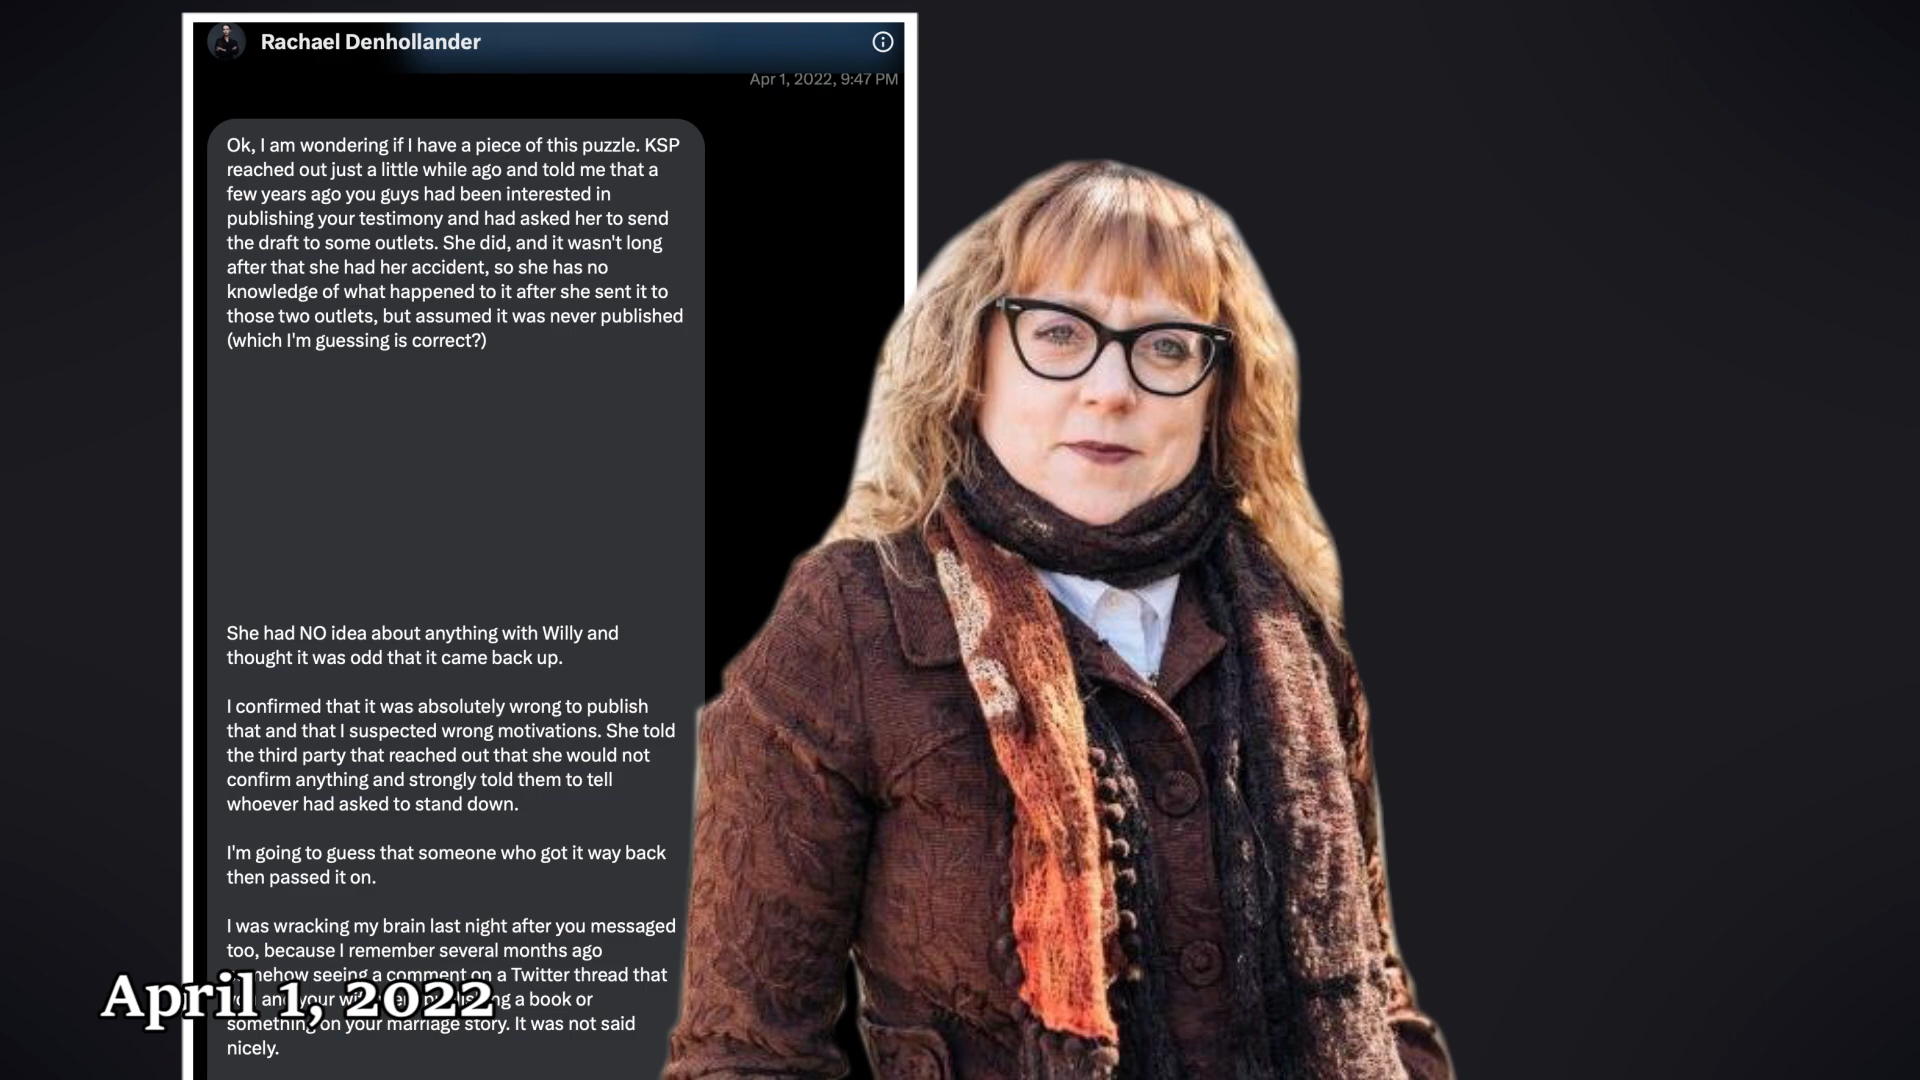 Rachael Denhollander
Apr 1, 2022, 9:47 PM
Ok, I am wondering if I have a piece of this puzzle. KSP
reached out just a little while ago and told me that a
few years ago you guys had been interested in
publishing your testimony and had asked her to send
the draft to some outlets. She did, and it wasn't long
after that she had her accident, so she has no
knowledge of what happened to it after she sent it to
those two outlets, but assumed it was never published
(which I'm guessing is correct?)
She had NO idea about anything with Willy and
thought it was odd that it came back up.
I confirmed that it was absolutely wrong to publish
that and that I suspected wrong motivations. She told
the third party that reached out that she would not
confirm anything and strongly told them to tell
whoever had asked to stand down.
I'm going to guess that someone who got it way back
then passed it on.
I was wracking my brain last night after you messaged
too, because I remember several months ago
somehow seeing a comment on a Twitter thread that
you and your a book or
something on your marriage story. It was not said
nicely.
April 1, 2022